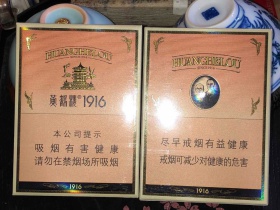 HUANGHELOU
黄鹤楼 1916
本公司提示
吸烟有害健康
请勿在禁烟场所吸烟
1916
HUANGHELOU
尽早戒烟有益健康
戒烟可减少对健康的危害
1916